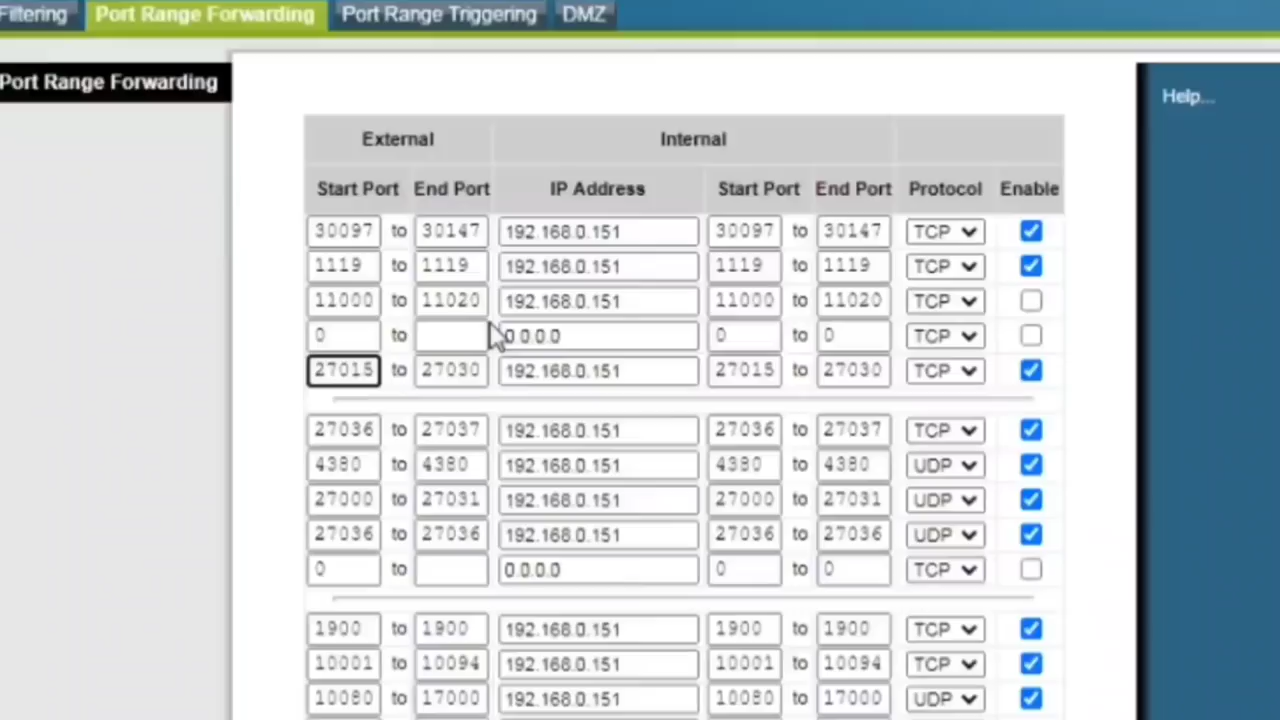 Filtering Port Range Forwarding Port Range Triggering DMZ
Port Range Forwarding
Help...
External Internal
Start Port End Port IP Address Start Port End Port Protocol Enable
30097 to 30147 192.168.0.151 30097 to 30147 TCP
1119 to 1119 192.168.0.151 1119 to 1119 TCP
11000 to 11020 192.168.0.151 11000 to 11020 TCP
0 to 0.0.0.0 0 to 0 TCP
27015 to 27030 192.168.0.151 27015 to 27030 TCP
27036 to 27037 192.168.0.151 27036 to 27037 TCP
4380 to 4380 192.168.0.151 4380 to 4380 UDP
27000 to 27031 192.168.0.151 27000 to 27031 UDP
27036 to 27036 192.168.0.151 27036 to 27036 UDP
0 to 0.0.0.0 0 to 0 TCP
1900 to 1900 192.168.0.151 1900 to 1900 TCP
10001 to 10094 192.168.0.151 10001 to 10094 TCP
10080 to 17000 192.168.0.151 10080 to 17000 UDP